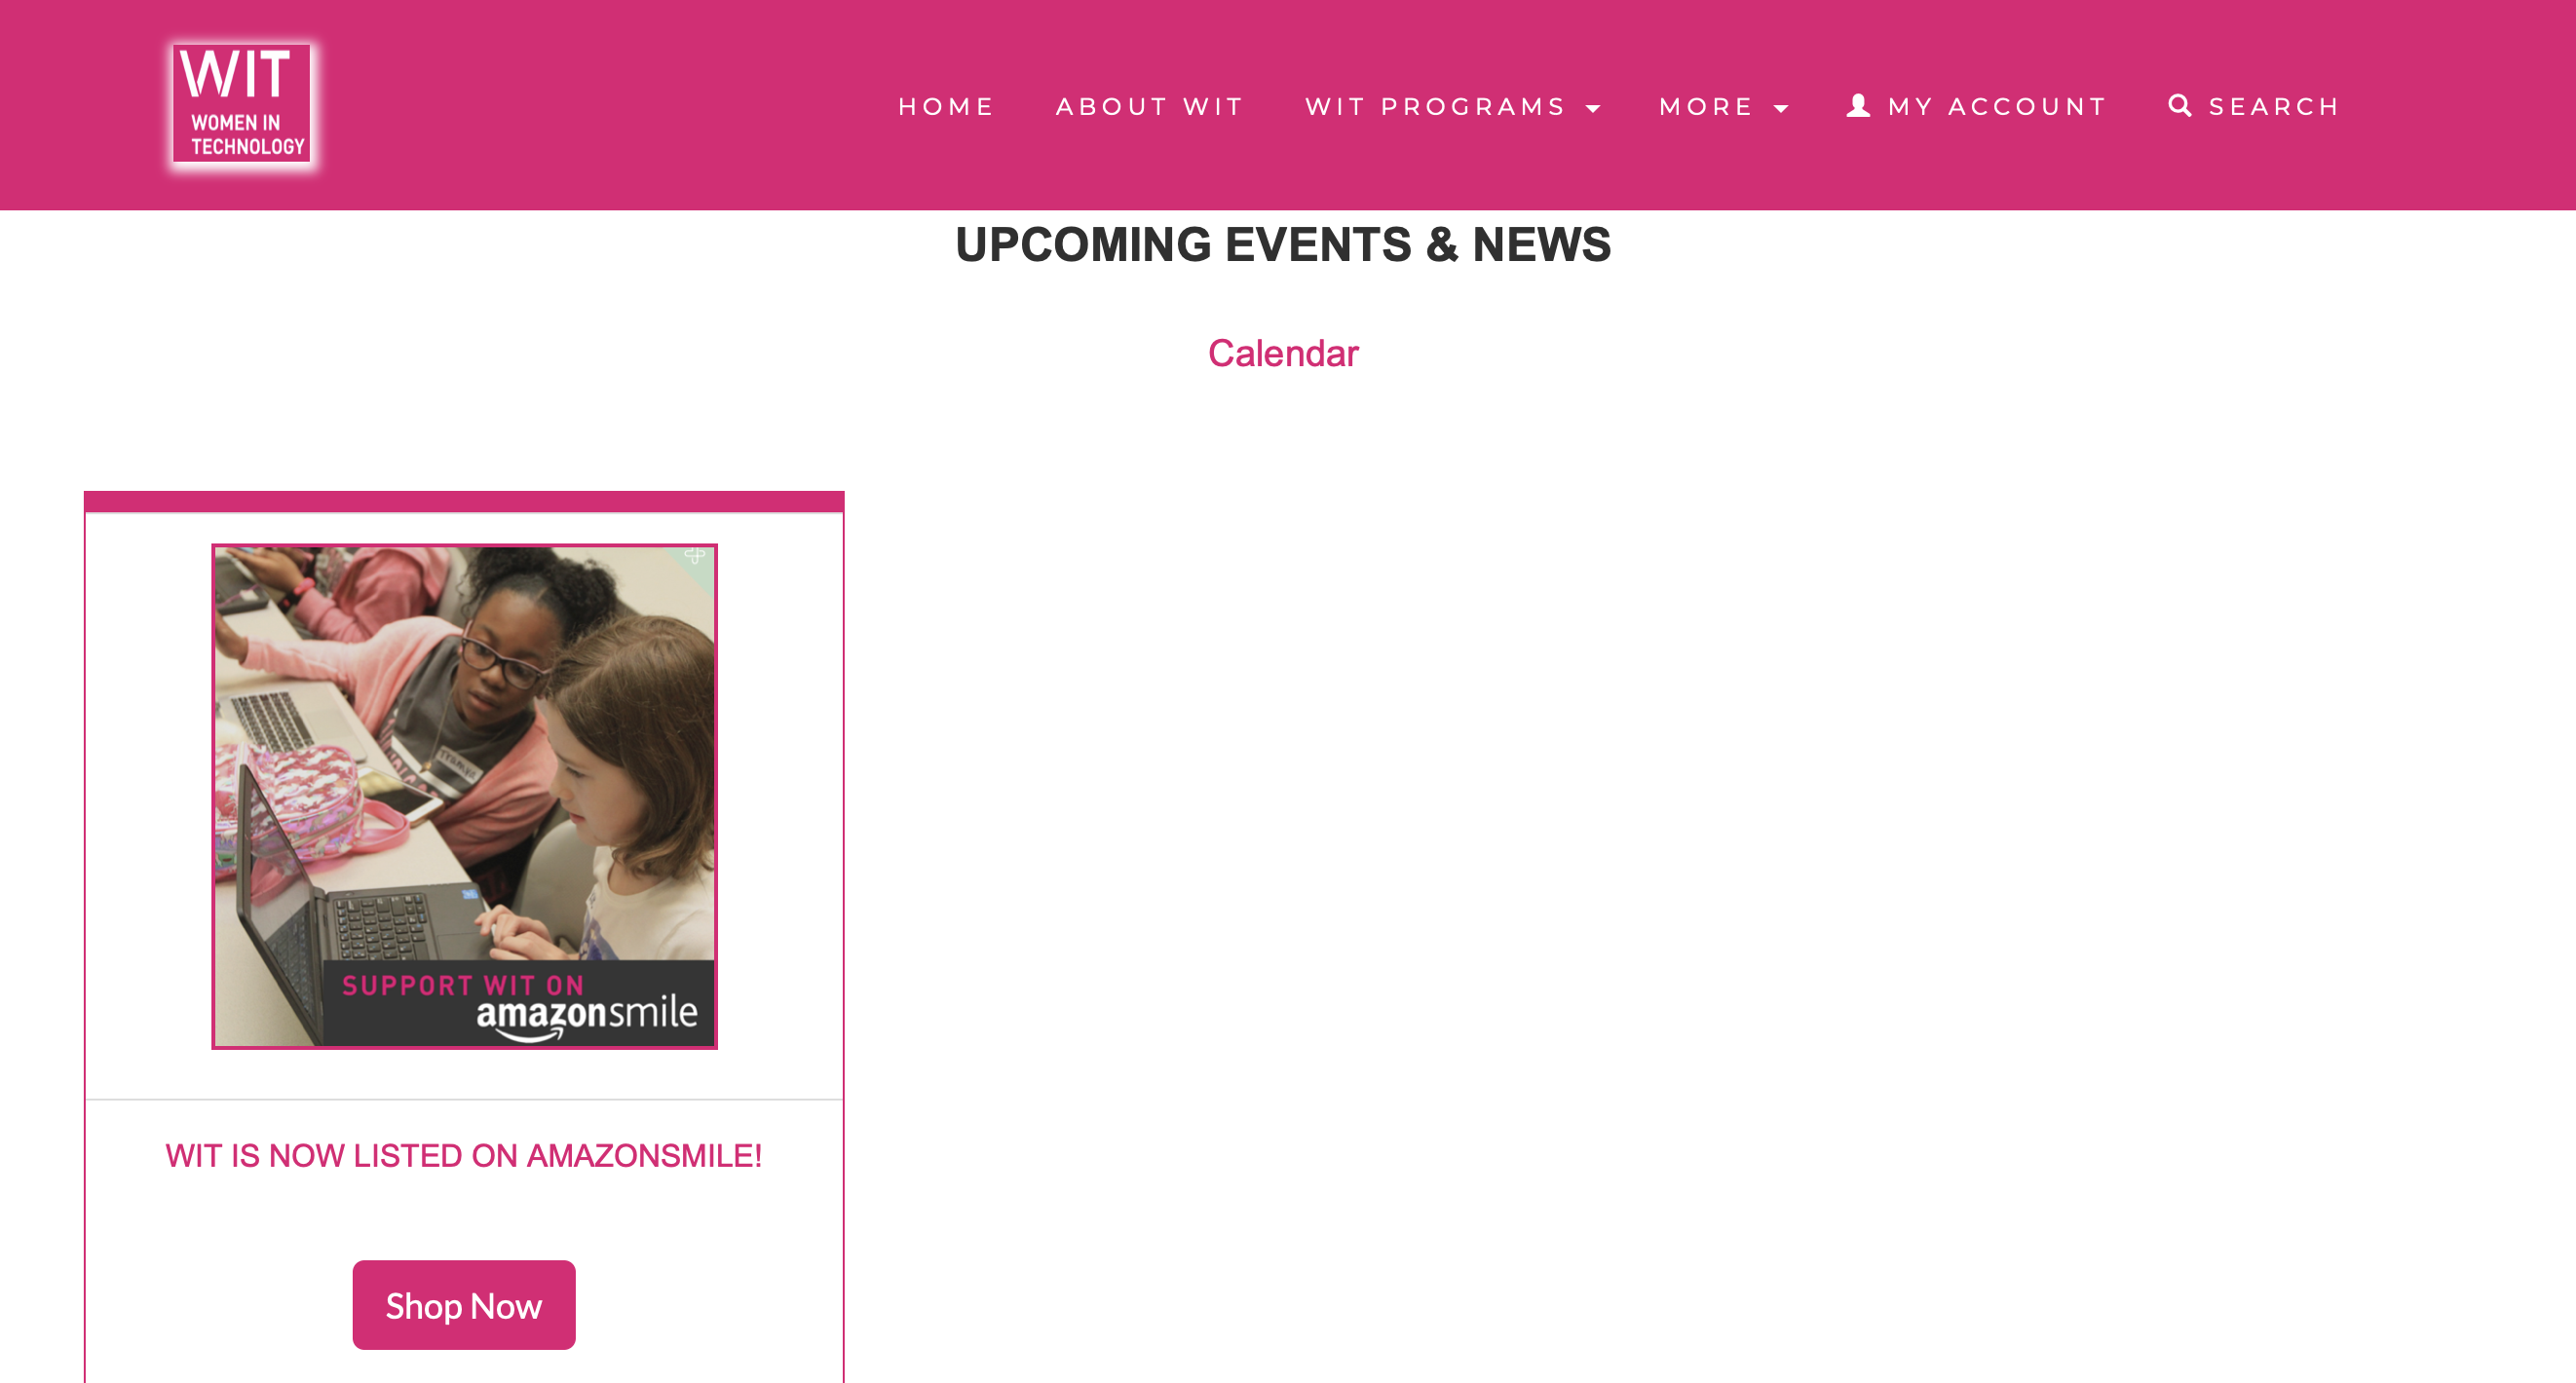 WIT
WOMEN IN
TECHNOLOGY
HOME ABOUT WIT WIT PROGRAMS MORE MY ACCOUNT SEARCH
UPCOMING EVENTS & NEWS
Calendar
SUPPORT WIT ON
amazonsmile
WIT IS NOW LISTED ON AMAZONSMILE!
Shop Now